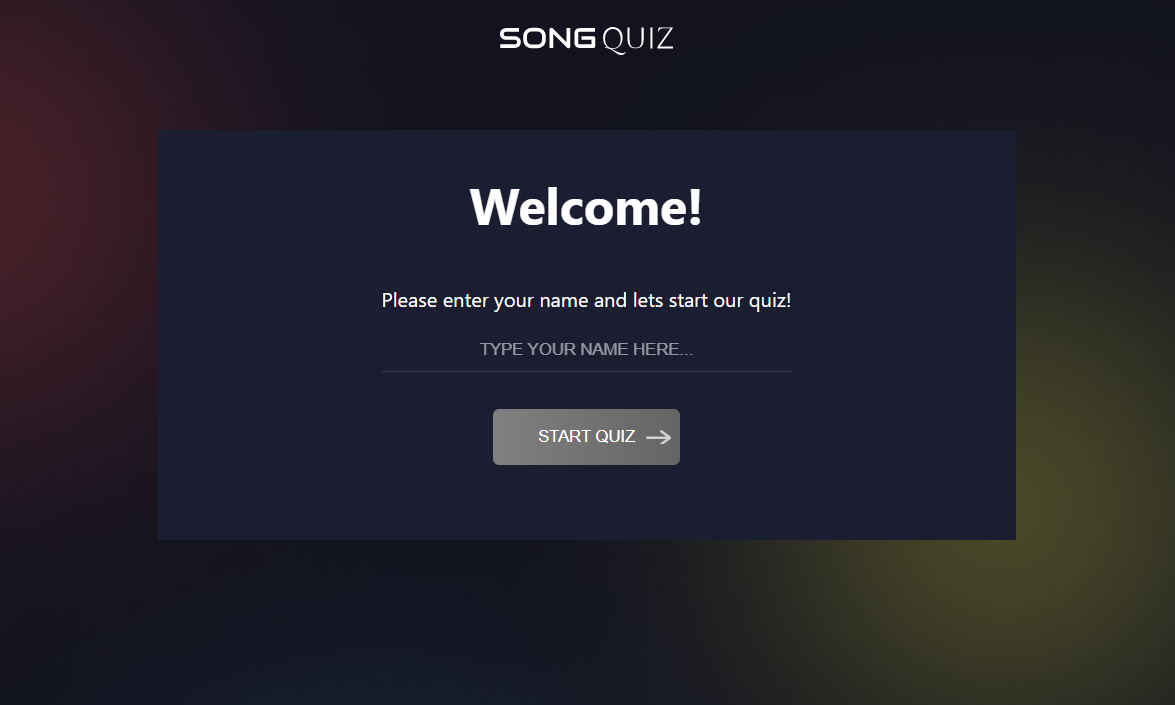 SONG QUIZ
Welcome!
Please enter your name and lets start our quiz!
TYPE YOUR NAME HERE...
START QUIZ